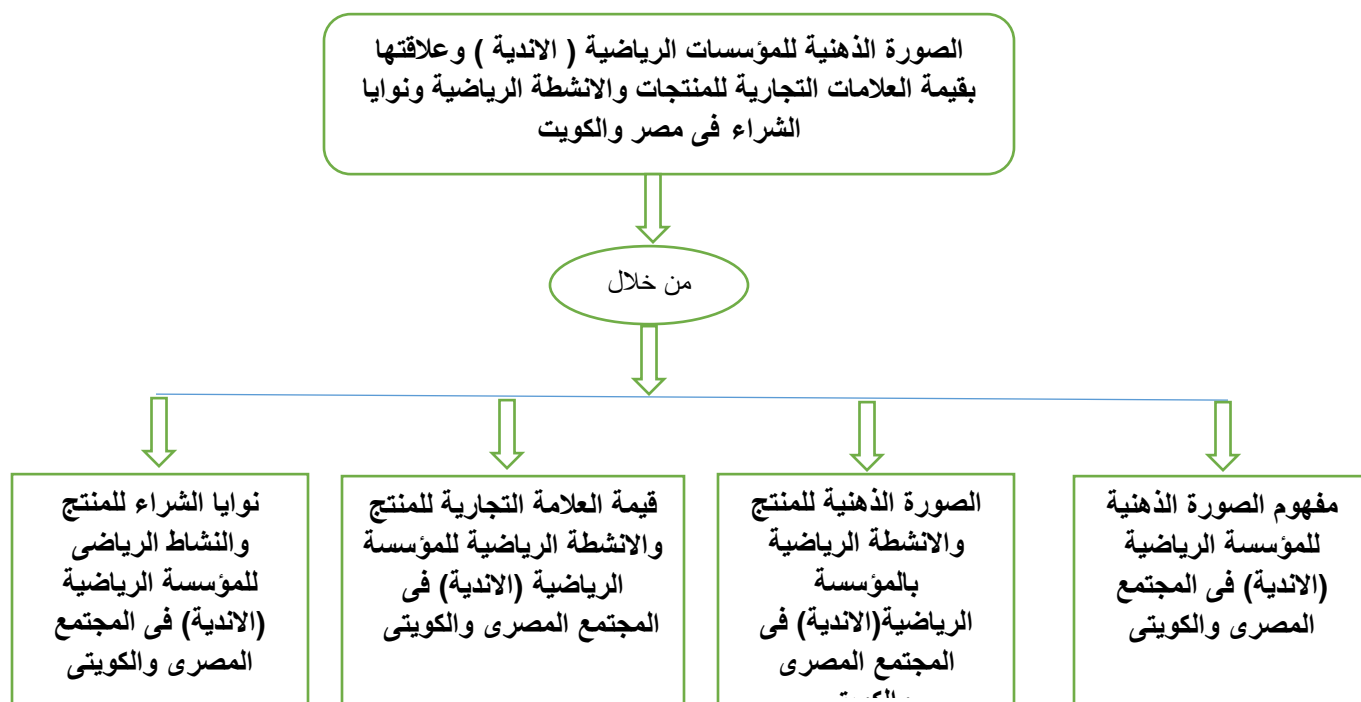 الصورة الذهنية للمؤسسات الرياضية ( الاندية ) وعلاقتها
بقيمة العلامات التجارية للمنتجات والانشطة الرياضية ونوايا
الشراء فى مصر والكويت
من خلال
مفهوم الصورة الذهنية
للمؤسسة الرياضية
(الاندية) فى المجتمع
المصرى والكويتى
الصورة الذهنية للمنتج
والانشطة الرياضية
بالمؤسسة
الرياضية(الاندية) فى
المجتمع المصرى
قيمة العلامة التجارية للمنتج
والانشطة الرياضية للمؤسسة
الرياضية (الاندية) فى
المجتمع المصرى والكويتى
نوايا الشراء للمنتج
والنشاط الرياضى
للمؤسسة الرياضية
(الاندية) فى المجتمع
المصرى والكويتى